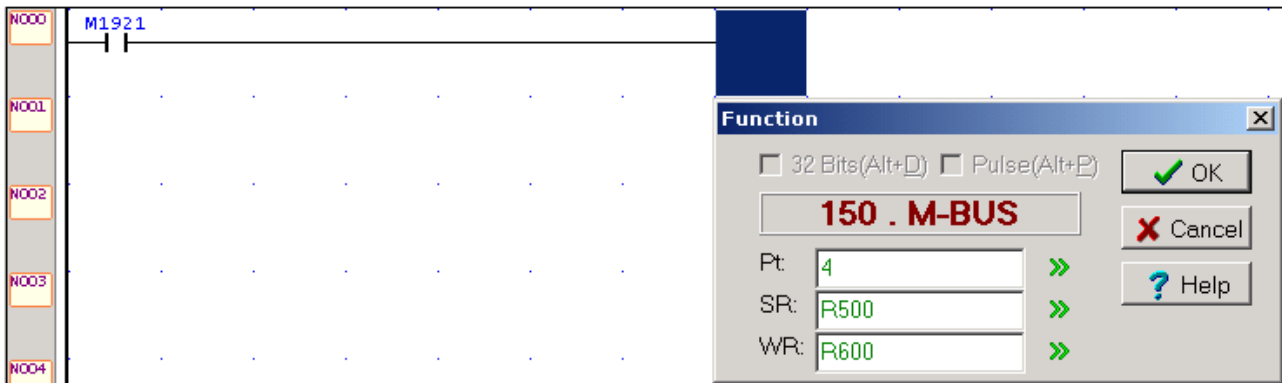 N000
M1921
N001
Function
32 Bits(Alt+D) Pulse(Alt+P)
OK
150 . M-BUS
Cancel
N002
Pt: 4
Help
N003
SR: R500
WR: R600
N004